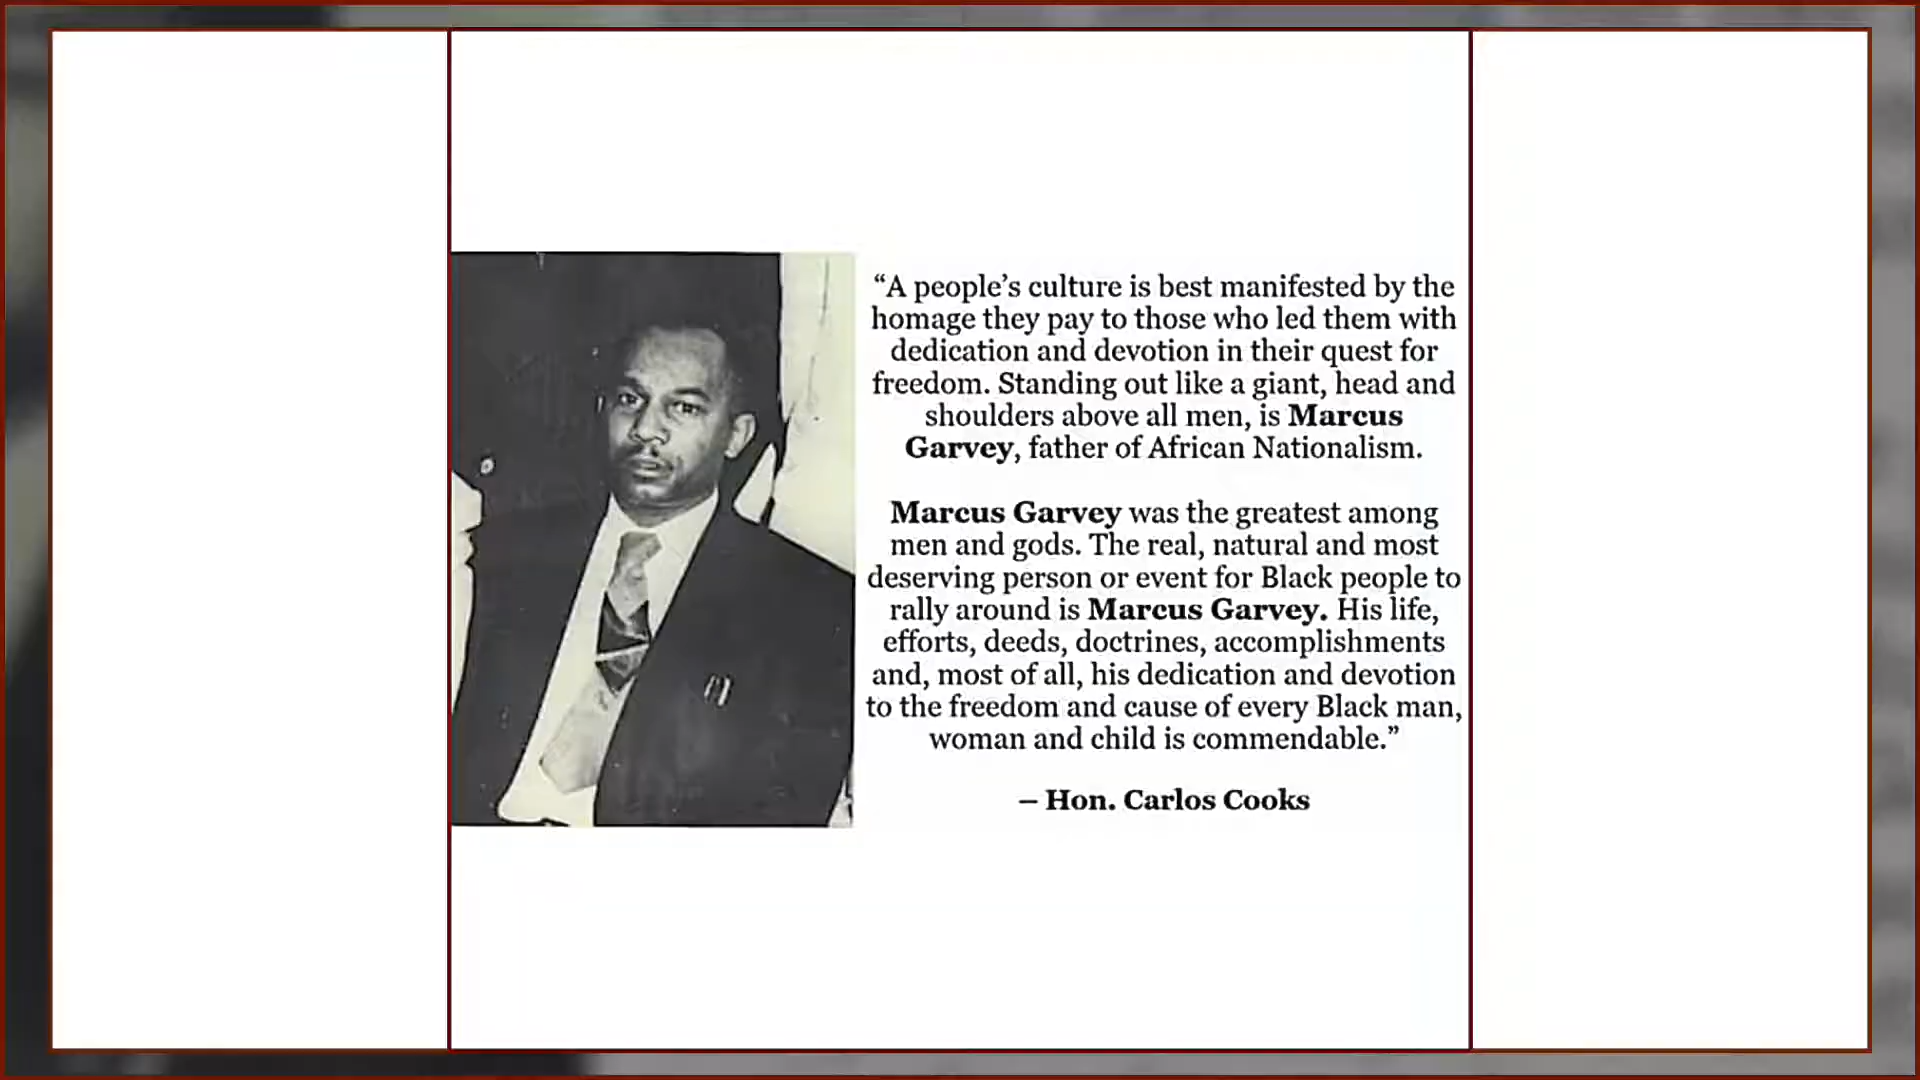 “A people’s culture is best manifested by the
homage they pay to those who led them with
dedication and devotion in their quest for
freedom. Standing out like a giant, head and
shoulders above all men, is Marcus
Garvey, father of African Nationalism.
Marcus Garvey was the greatest among
men and gods. The real, natural and most
deserving person or event for Black people to
rally around is Marcus Garvey. His life,
efforts, deeds, doctrines, accomplishments
and, most of all, his dedication and devotion
to the freedom and cause of every Black man,
woman and child is commendable.”
– Hon. Carlos Cooks